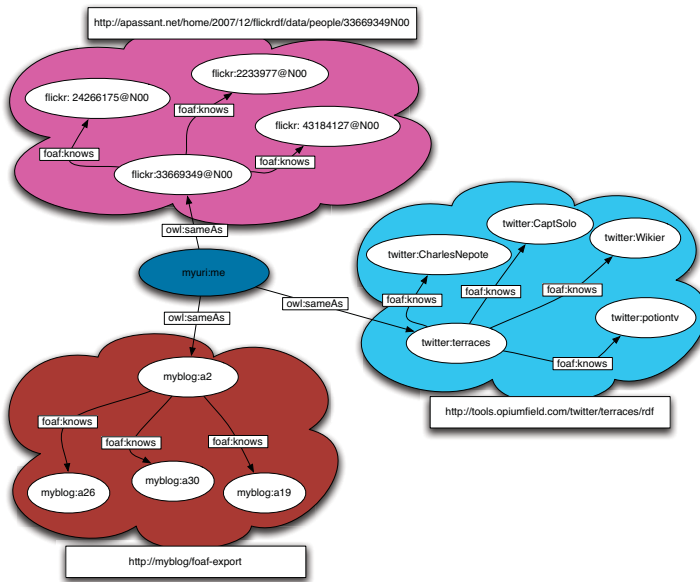 http://apassant.net/home/2007/12/flickrdf/data/people/33669349N00
flickr:2233977@N00
flickr: 24266175@N00
foaf:knows
flickr: 43184127@N00
foaf:knows
foaf:knows
flickr:33669349@N00
owl:sameAs
myuri:me
owl:sameAs
owl:sameAs
twitter:CaptSolo
twitter:Wikier
twitter:CharlesNepote
foaf:knows
foaf:knows
foaf:knows
twitter:potiontv
twitter:terraces
foaf:knows
http://tools.opiumfield.com/twitter/terraces/rdf
myblog:a2
foaf:knows
foaf:knows
foaf:knows
myblog:a26
myblog:a30
myblog:a19
http://myblog/foaf-export